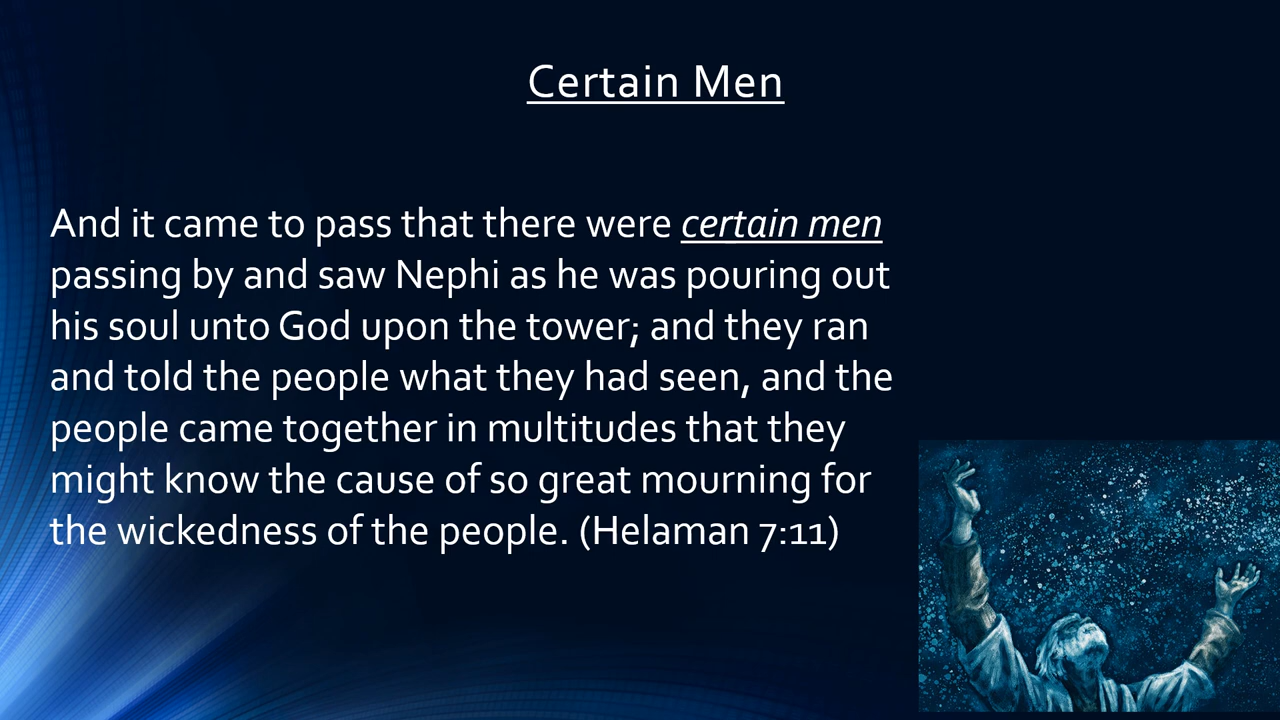 Certain Men
And it came to pass that there were certain men
passing by and saw Nephi as he was pouring out
his soul unto God upon the tower; and they ran
and told the people what they had seen, and the
people came together in multitudes that they
might know the cause of so great mourning for
the wickedness of the people. (Helaman 7:11)